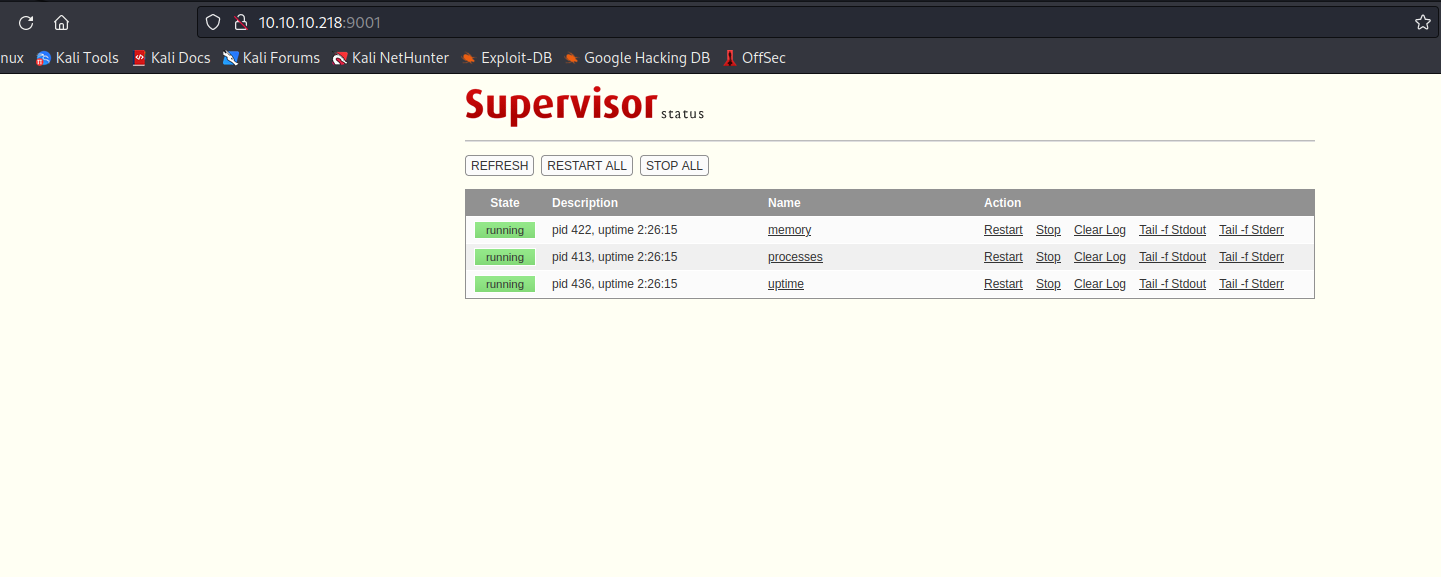 10.10.10.218:9001
nux Kali Tools Kali Docs Kali Forums Kali NetHunter Exploit-DB Google Hacking DB OffSec
Supervisor status
REFRESH RESTART ALL STOP ALL
State Description Name Action
running pid 422, uptime 2:26:15 memory Restart Stop Clear Log Tail -f Stdout Tail -f Stderr
running pid 413, uptime 2:26:15 processes Restart Stop Clear Log Tail -f Stdout Tail -f Stderr
running pid 436, uptime 2:26:15 uptime Restart Stop Clear Log Tail -f Stdout Tail -f Stderr